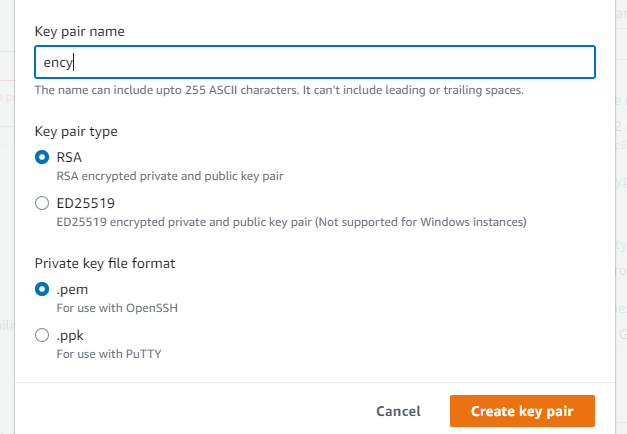 Key pair name
ency
The name can include upto 255 ASCII characters. It can't include leading or trailing spaces.
Key pair type
RSA
RSA encrypted private and public key pair
ED25519
ED25519 encrypted private and public key pair (Not supported for Windows instances)
Private key file format
.pem
For use with OpenSSH
.ppk
For use with PuTTY
Cancel
Create key pair